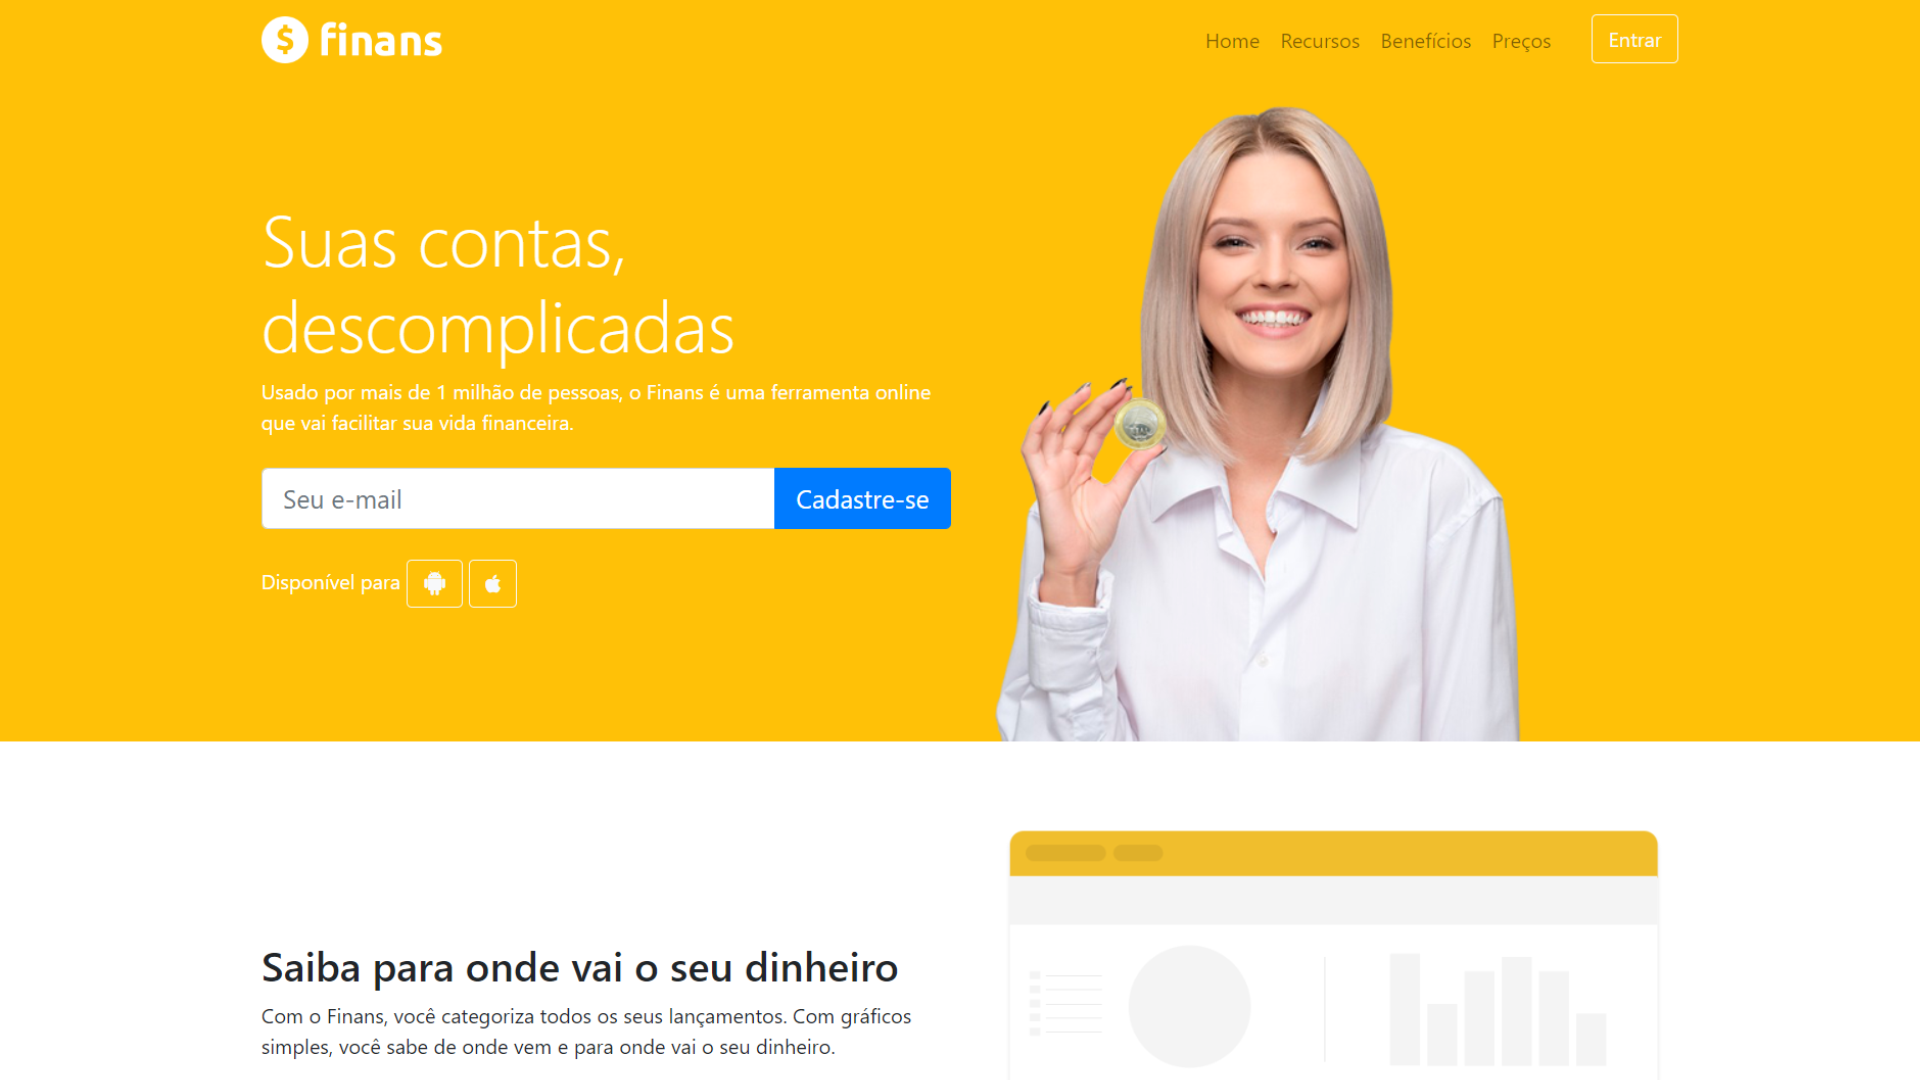 finans
Home Recursos Benefícios Preços Entrar
Suas contas,
descomplicadas
Usado por mais de 1 milhão de pessoas, o Finans é uma ferramenta online
que vai facilitar sua vida financeira.
Seu e-mail Cadastre-se
Disponível para
Saiba para onde vai o seu dinheiro
Com o Finans, você categoriza todos os seus lançamentos. Com gráficos
simples, você sabe de onde vem e para onde vai o seu dinheiro.